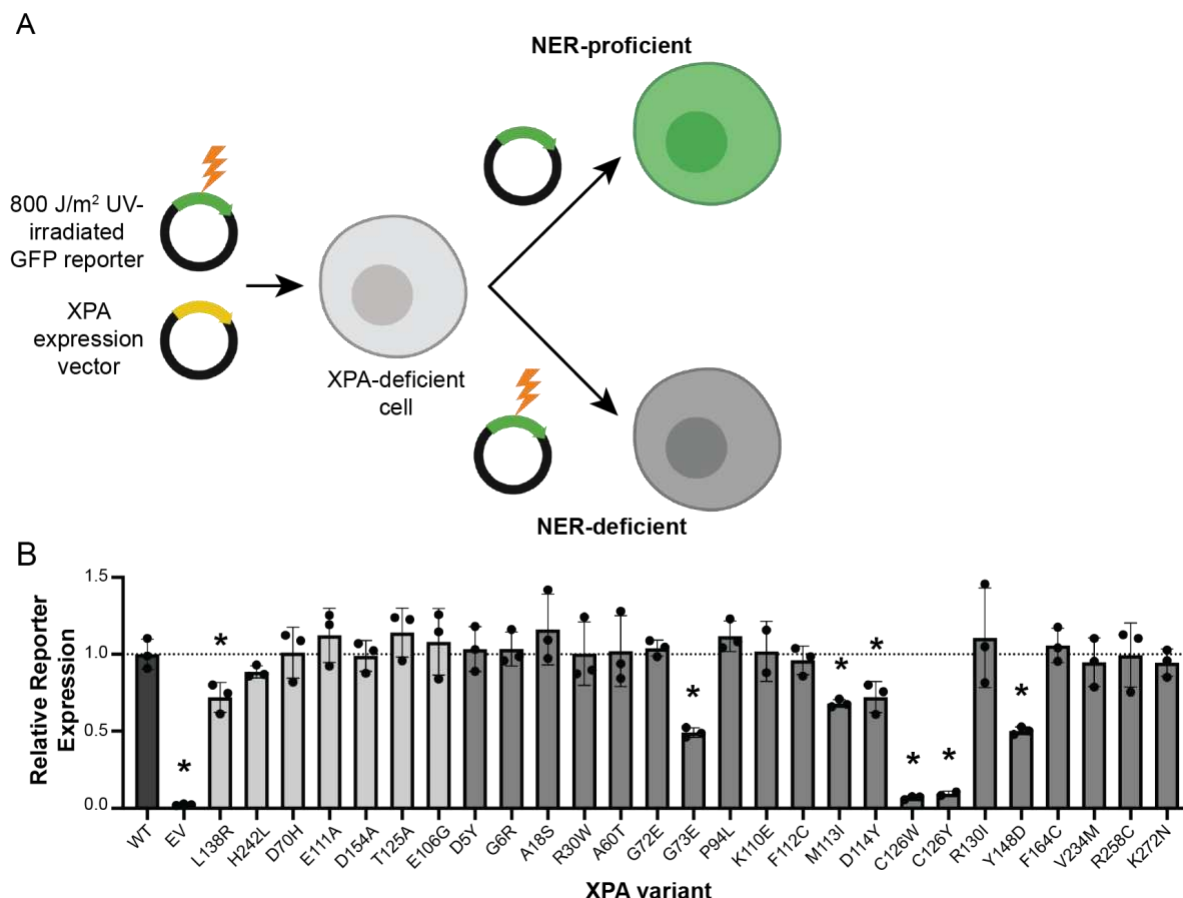 A
NER-proficient
800 J/m² UV-
irradiated
GFP reporter
XPA
expression
vector
XPA-deficient
cell
NER-deficient
B
Relative Reporter
Expression
1.5
1.0
0.5
0.0
*
*
*
*
*
*
*
*
WT
EV
L138R
H242L
D70H
E111A
D154A
T125A
E106G
D5Y
G6R
A18S
R30W
A60T
G72E
G73E
P94L
K110E
F112C
M113I
D114Y
C126W
C126Y
R130I
Y148D
F164C
V234M
R258C
K272N
XPA variant